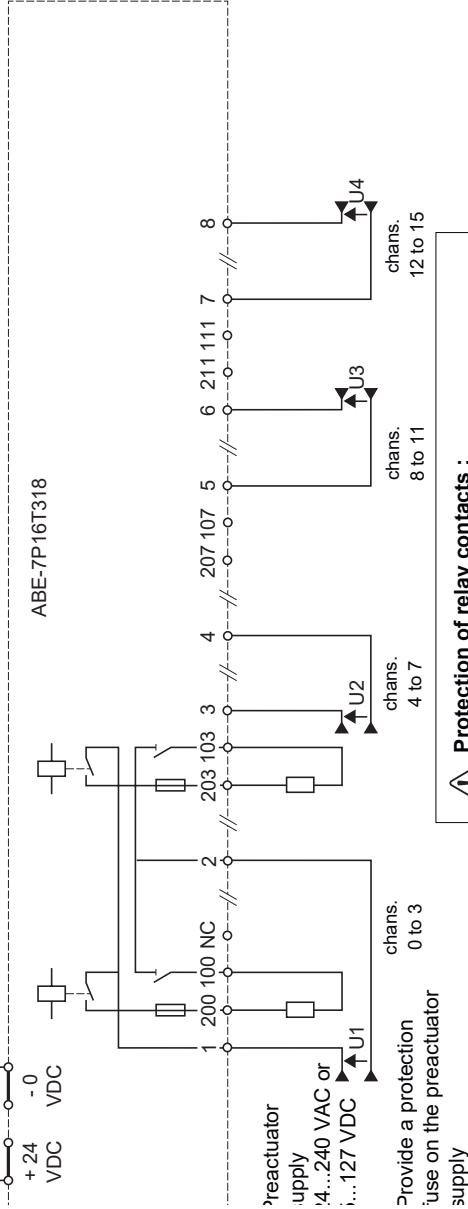 + 24
VDC
- 0
VDC
ABE-7P16T318
1 200 100 NC 2 203 103 3 4 207 107 5 6 211 111 7 8
Preactuator
supply
24...240 VAC or
5...127 VDC
U1
U2
U3
U4
chans.
0 to 3
chans.
4 to 7
chans.
8 to 11
chans.
12 to 15
Provide a protection
fuse on the preactuator
supply
Protection of relay contacts :